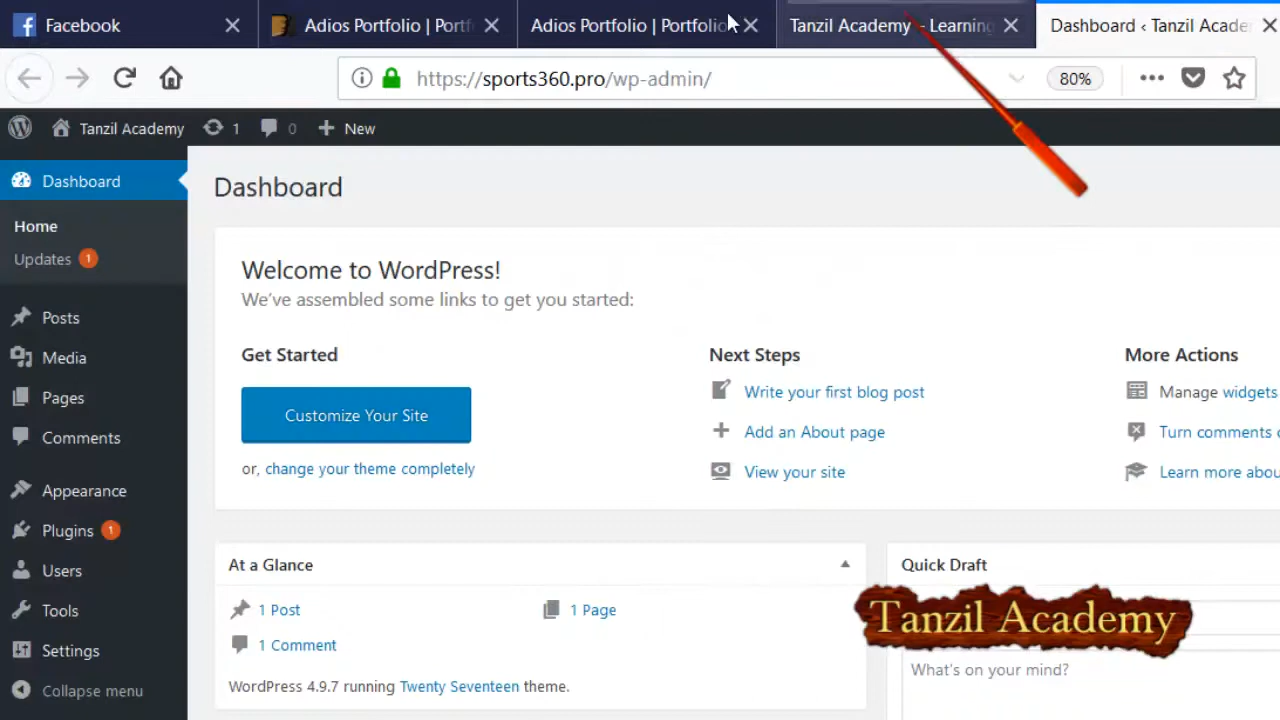 Facebook
Adios Portfolio | Portf
Adios Portfolio | Portfolio
Tanzil Academy – Learning
Dashboard ‹ Tanzil Acade
https://sports360.pro/wp-admin/
80%
Tanzil Academy
1
0
New
Dashboard
Home
Updates 1
Posts
Media
Pages
Comments
Appearance
Plugins 1
Users
Tools
Settings
Collapse menu
Dashboard
Welcome to WordPress!
We've assembled some links to get you started:
Get Started
Customize Your Site
or, change your theme completely
Next Steps
Write your first blog post
Add an About page
View your site
More Actions
Manage widgets
Turn comments
Learn more abou
At a Glance
1 Post
1 Page
1 Comment
WordPress 4.9.7 running Twenty Seventeen theme.
Quick Draft
Tanzil Academy
What's on your mind?